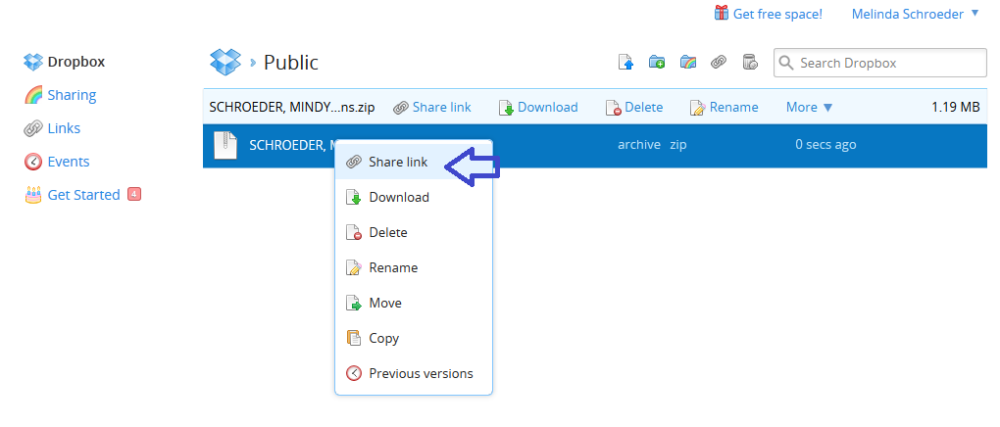 Get free space! Melinda Schroeder
Dropbox
Public
Search Dropbox
Sharing
SCHROEDER, MINDY...ns.zip Share link Download Delete Rename More 1.19 MB
Links
SCHROEDER, archive zip 0 secs ago
Events
Get Started 4
Share link
Download
Delete
Rename
Move
Copy
Previous versions